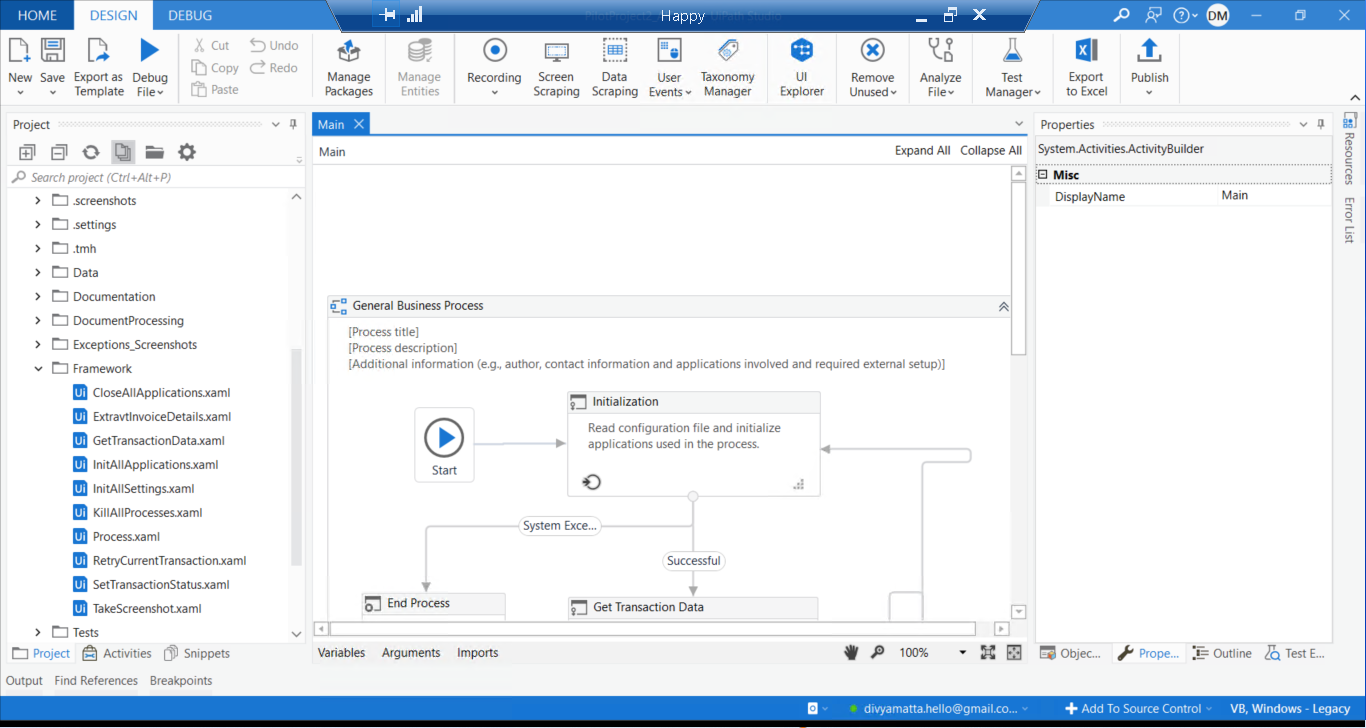 HOME DESIGN DEBUG Happy DM
New Save Export as Template Debug File Cut Copy Paste Undo Redo Manage Packages Manage Entities Recording Screen Scraping Data Scraping User Events Taxonomy Manager UI Explorer Remove Unused Analyze File Test Manager Export to Excel Publish
Project
Search project (Ctrl+Alt+P)
.screenshots
.settings
.tmh
Data
Documentation
DocumentProcessing
Exceptions_Screenshots
Framework
CloseAllApplications.xaml
ExtravtInvoiceDetails.xaml
GetTransactionData.xaml
InitAllApplications.xaml
InitAllSettings.xaml
KillAllProcesses.xaml
Process.xaml
RetryCurrentTransaction.xaml
SetTransactionStatus.xaml
TakeScreenshot.xaml
Tests
Project Activities Snippets
Main
Main Expand All Collapse All
General Business Process
[Process title]
[Process description]
[Additional information (e.g., author, contact information and applications involved and required external setup)]
Start
Initialization
Read configuration file and initialize
applications used in the process.
System Exce...
Successful
End Process
Get Transaction Data
Variables Arguments Imports 100%
Properties
System.Activities.ActivityBuilder
Misc
DisplayName Main
Resources
Error List
Objec... Prope... Outline Test E...
Output Find References Breakpoints
divyamatta.hello@gmail.co... Add To Source Control VB, Windows - Legacy